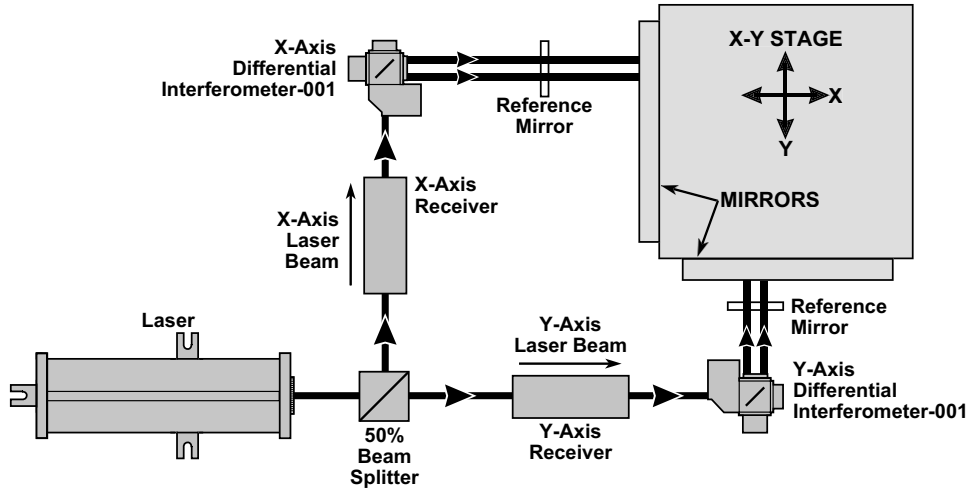 X-Axis
Differential
Interferometer-001
X-Y STAGE
X
Y
Reference
Mirror
X-Axis
Receiver
MIRRORS
X-Axis
Laser
Beam
Laser
Y-Axis
Laser Beam
Reference
Mirror
Y-Axis
Differential
Interferometer-001
50%
Beam
Splitter
Y-Axis
Receiver